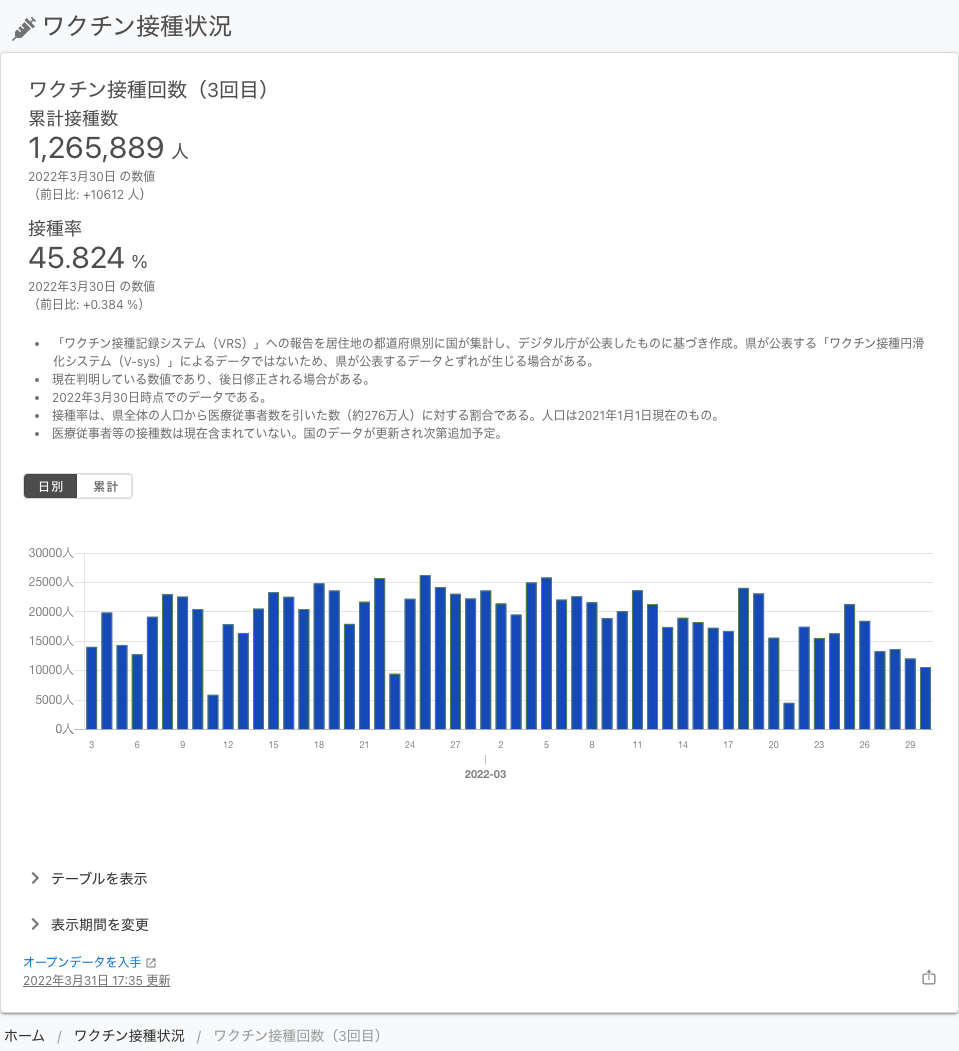 ワクチン接種状況
ワクチン接種回数（3回目）
累計接種数
1,265,889 人
2022年3月30日 の数値
（前日比: +10612 人）
接種率
45.824 %
2022年3月30日 の数値
（前日比: +0.384 %）
• 「ワクチン接種記録システム（VRS）」への報告を居住地の都道府県別に国が集計し、デジタル庁が公表したものに基づき作成。県が公表する「ワクチン接種円滑
化システム（V-sys）」によるデータではないため、県が公表するデータとずれが生じる場合がある。
• 現在判明している数値であり、後日修正される場合がある。
• 2022年3月30日時点でのデータである。
• 接種率は、県全体の人口から医療従事者数を引いた数（約276万人）に対する割合である。人口は2021年1月1日現在のもの。
• 医療従事者等の接種数は現在含まれていない。国のデータが更新され次第追加予定。
日別 累計
30000人
25000人
20000人
15000人
10000人
5000人
0人
3 6 9 12 15 18 21 24 27 2 5 8 11 14 17 20 23 26 29
2022-03
テーブルを表示
表示期間を変更
オープンデータを入手
2022年3月31日 17:35 更新
ホーム / ワクチン接種状況 / ワクチン接種回数（3回目）